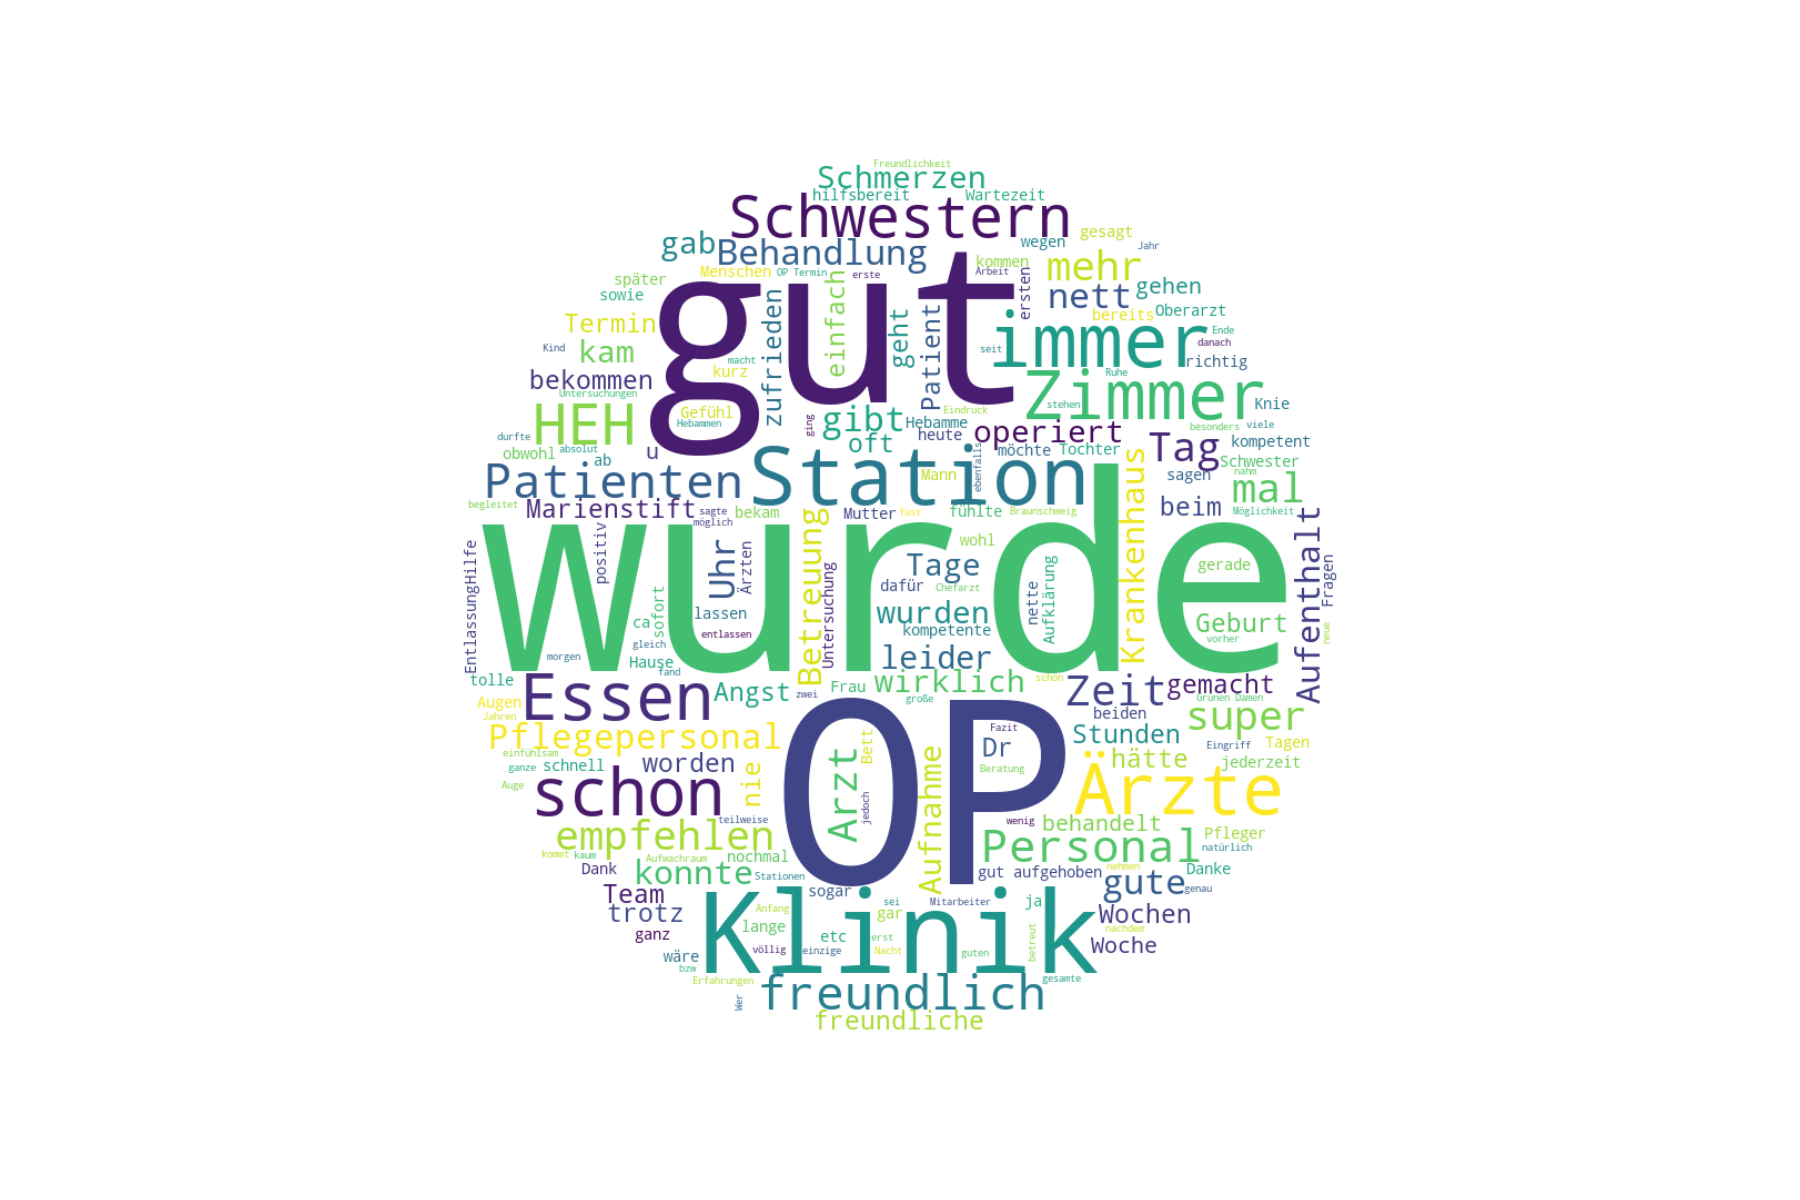 Freundlichkeit
Schmerzen
hilfsbereit
Wartezeit
Schwestern
gesagt
gab
Behandlung
wegen
Jahr
Menschen
OP Termin
erste
kommen
Arbeit
mehr
später
sowie
einfach
ersten
nett
gehen
bereits
Oberarzt
Termin
zufrieden
gut
geht
Patient
immer
Ende
danach
Kind
kam
macht
seit
richtig
bekommen
kurz
Zimmer
Ruhe
Untersuchungen
HEH
Gefühl
Hebammen
ging
gibt
Hebamme
Eindruck
stehen
besonders
Knie
viele
durfte
absolut
obwohl
ab
u
oft
heute
operiert
möchte
Tochter
Tag
kompetent
Schwester
Patienten
Station
Mann
ebenfalls
Krankenhaus
sagen
nahm
mal
begleitet
Marienstift
sagte
möglich
bekam
Mutter
fast
fühlte
Braunschweig
beim
Möglichkeit
wurde
positiv
Uhr
Ärzten
Betreuung
wohl
Tage
dafür
Chefarzt
nette
Aufklärung
gerade
Aufenthalt
Fragen
Hilfe
Entlassung
sofort
lassen
Untersuchung
wurden
ca
entlassen
kompetente
Geburt
vorher
neue
gleich
morgen
Hause
fand
leider
tolle
Essen
Angst
zwei
Frau
wirklich
schön
große
Zeit
gemacht
Grünen Damen
Augen
Jahren
beiden
super
Pflegepersonal
OP
Fazit
Dr
Stunden
Eingriff
Tagen
einfühlsam
ganze
schnell
worden
Bett
Beratung
hätte
jederzeit
Auge
schon
nie
Arzt
jedoch
Aufnahme
Ärzte
teilweise
wenig
behandelt
Pfleger
empfehlen
natürlich
kommt
kaum
Aufwachraum
nochmal
Personal
Dank
konnte
Stationen
gut aufgehoben
nehmen
Danke
Team
sogar
gute
genau
trotz
Klinik
Anfang
sei
Mitarbeiter
ja
Wochen
ganz
lange
gar
etc
erst
betreut
nachdem
wäre
völlig
einzige
Nacht
guten
Woche
bzw
Erfahrungen
gesamte
Wer
freundlich
freundliche